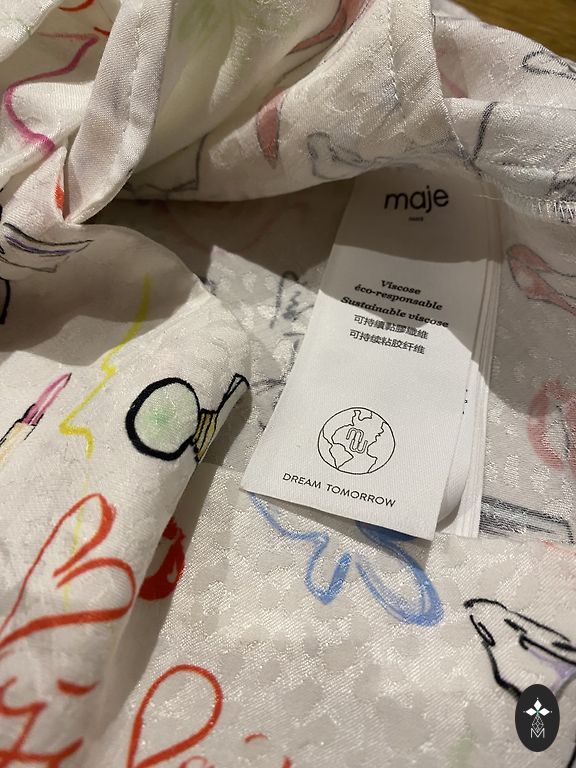 maje
PARIS
Viscose
éco-responsable
Sustainable viscose
可持續黏膠纖維
可持续粘胶纤维
DREAM TOMORROW
M